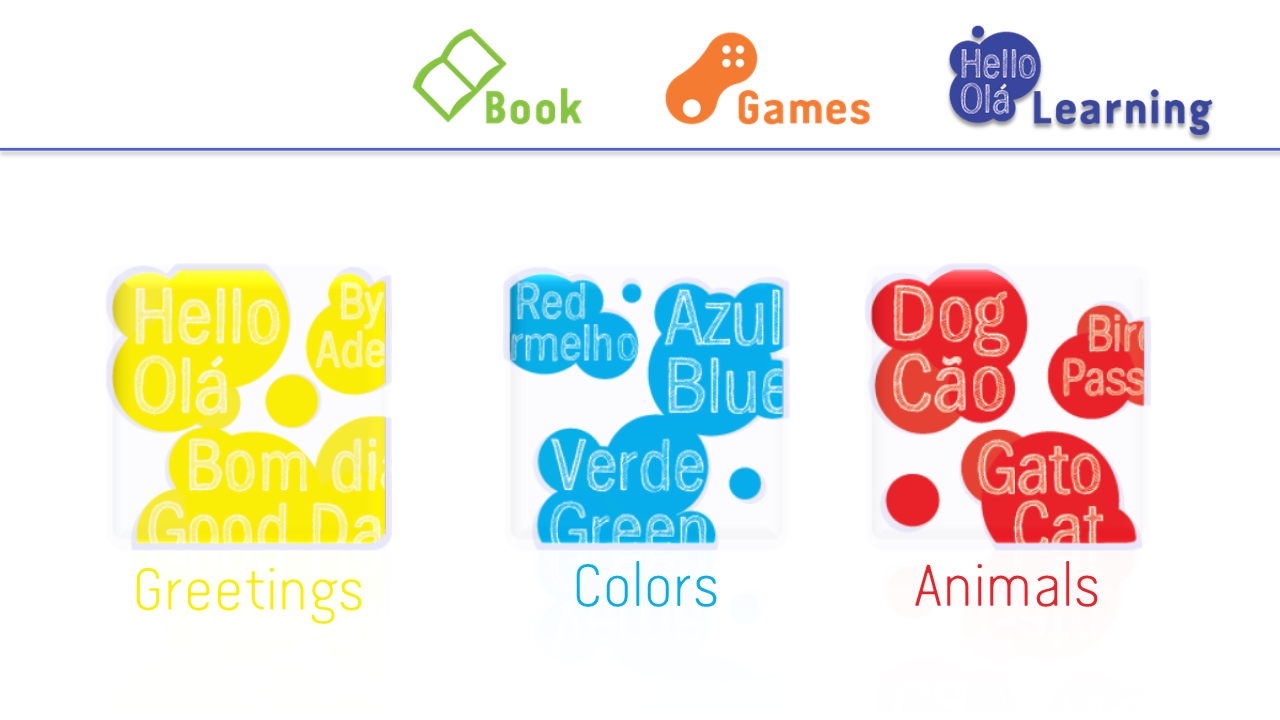 Book
Games
Hello
Olá
Learning
Hello
Olá
By
Ade
Bom dia
Good Da
Greetings
Red
rmelho
Azul
Blue
Verde
Green
Colors
Dog
Cão
Bird
Pass
Gato
Cat
Animals